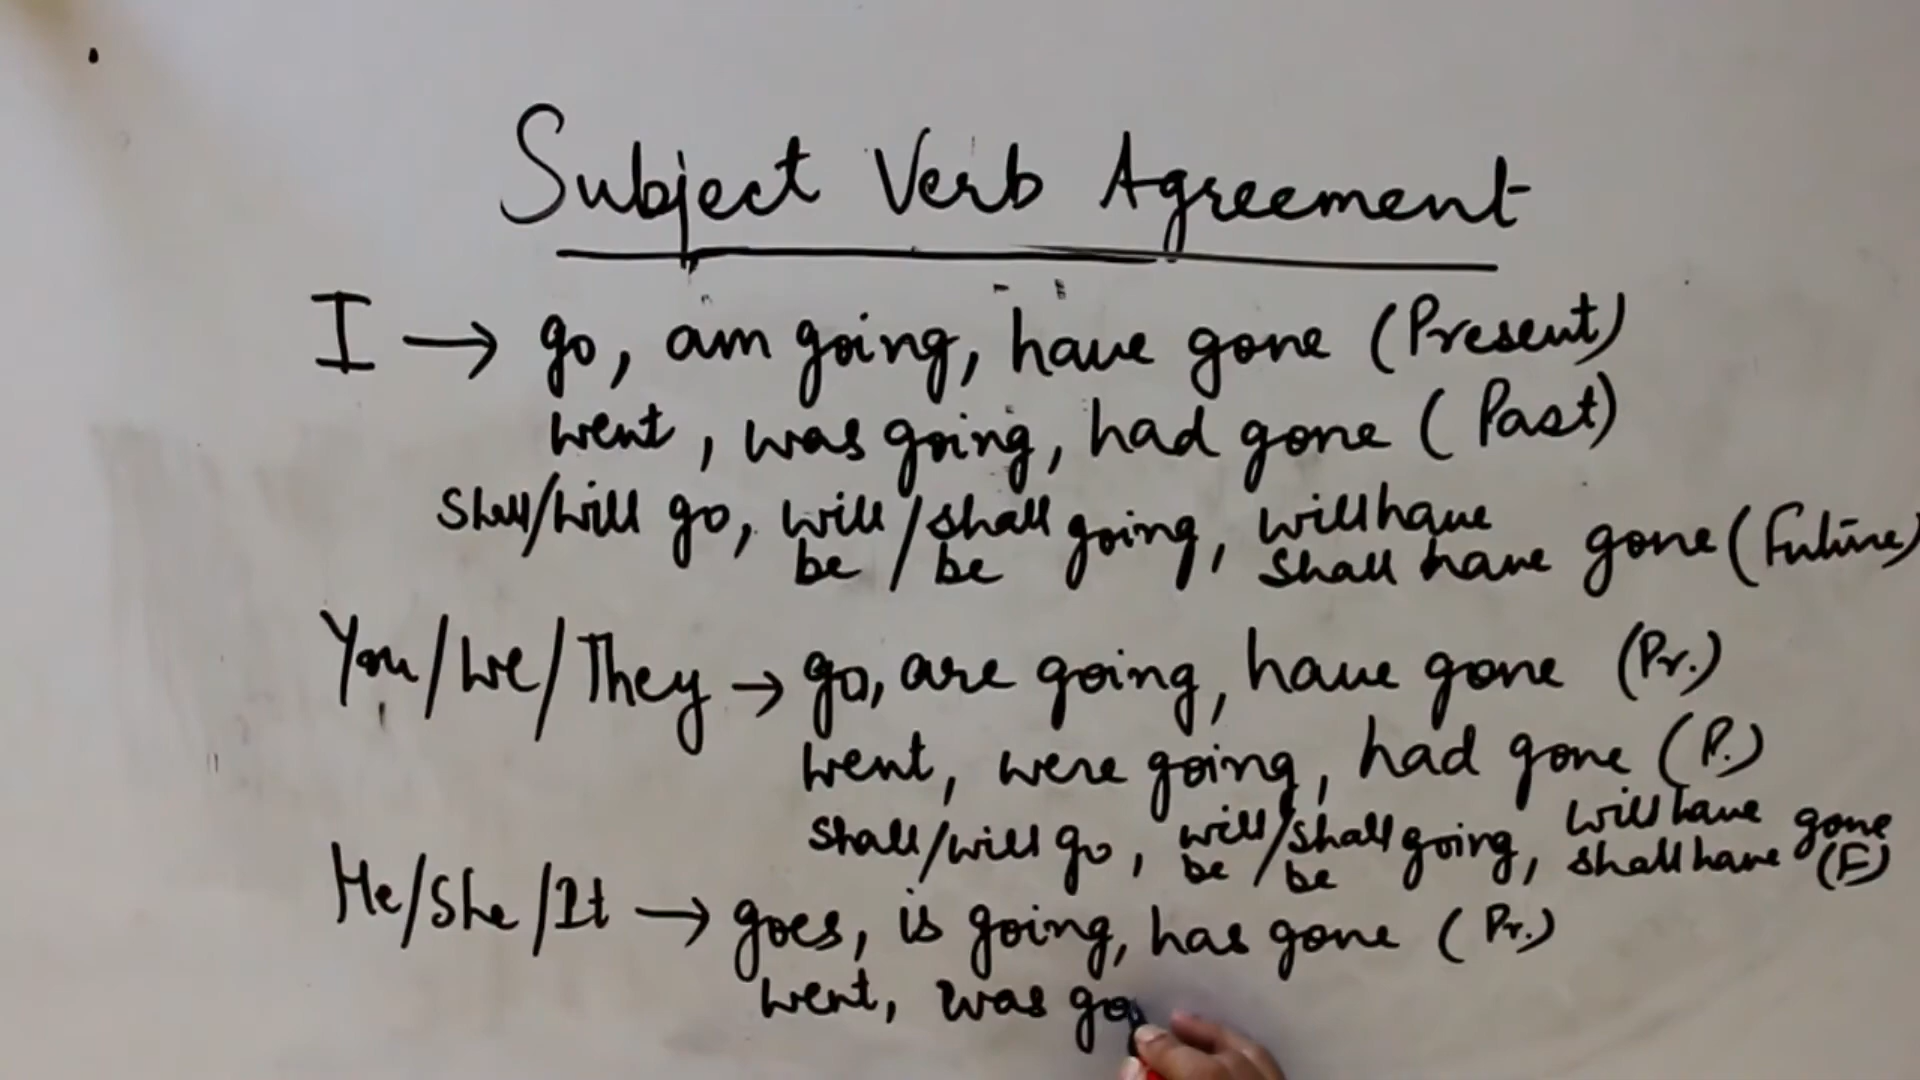 Subject Verb Agreement
I → go, am going, have gone (Present)
went, was going, had gone (Past)
Shall/will go, will be / shall be going, will have shall have gone (Future)
You/We/They → go, are going, have gone (Pr.)
went, were going, had gone (P.)
shall/will go, will be / shall be going, will have shall have gone (F)
He/She/It → goes, is going, has gone (Pr.)
went, was go